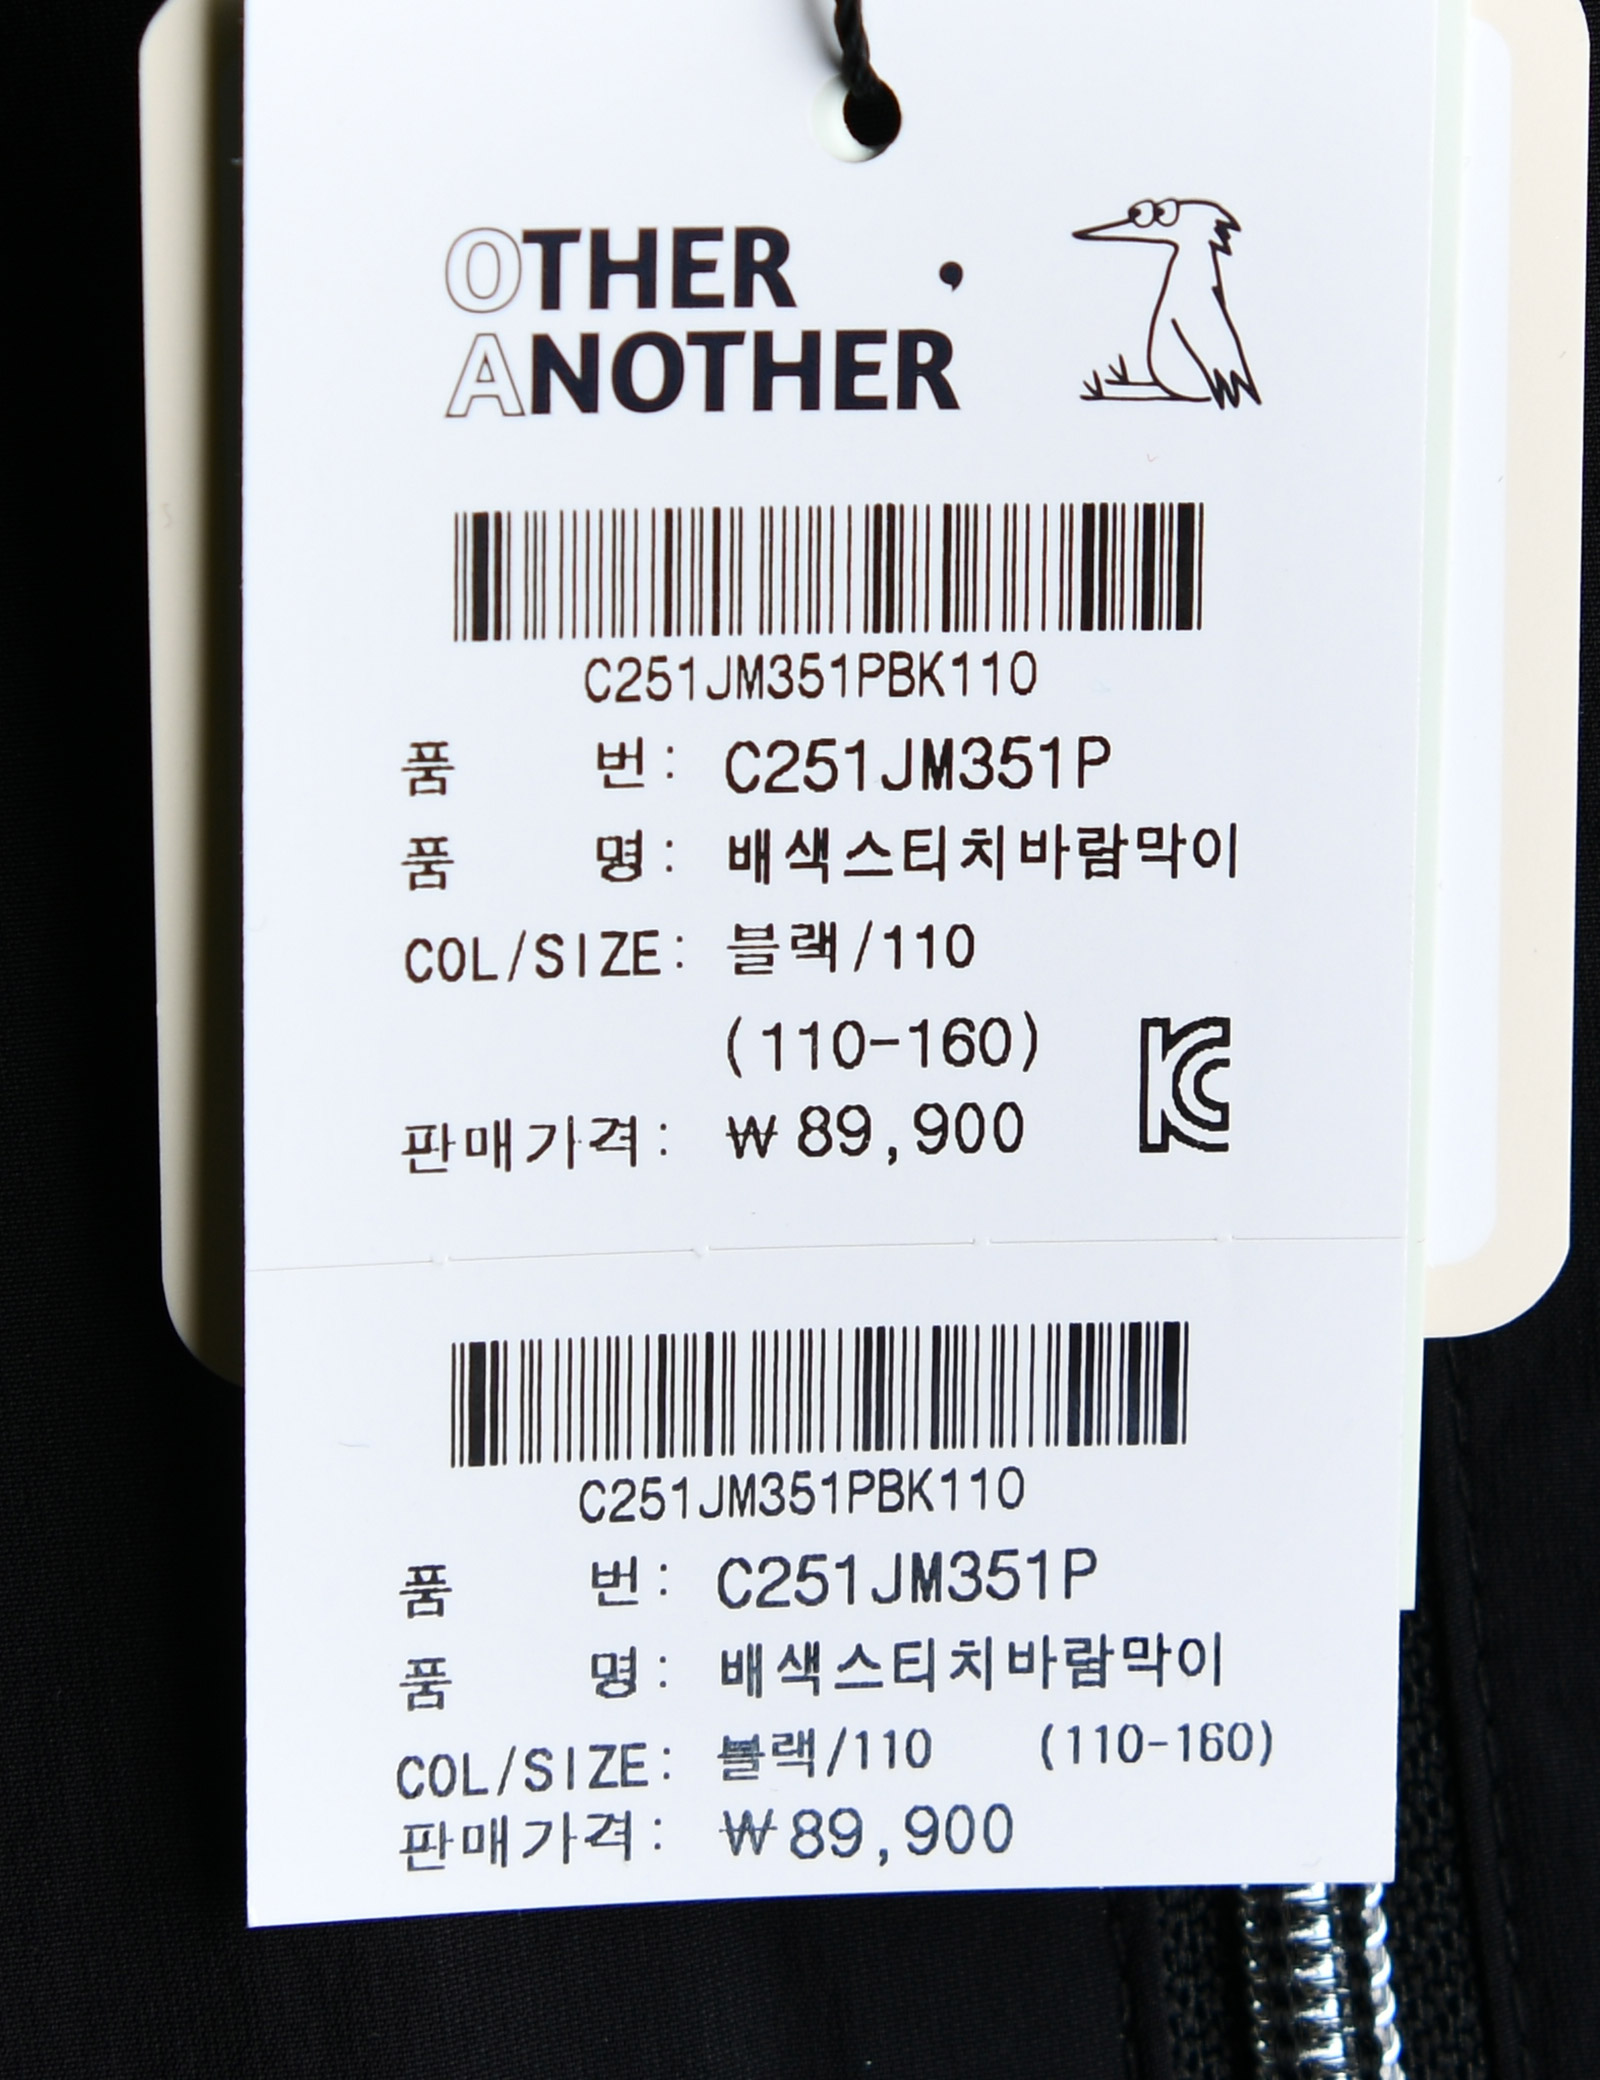 OTHER
ANOTHER
C251JM351PBK110
품 번: C251JM351P
품 명: 배색스티치바람막이
COL/SIZE: 블랙/110
(110-160)
판매가격: ₩89,900
C251JM351PBK110
품 번: C251JM351P
품 명: 배색스티치바람막이
COL/SIZE: 블랙/110 (110-160)
판매가격: ₩89,900